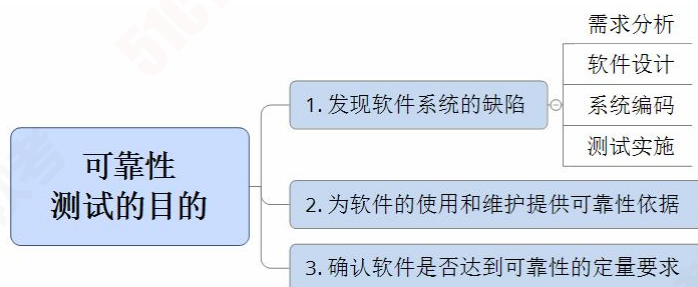 可靠性
测试的目的
1. 发现软件系统的缺陷
需求分析
软件设计
系统编码
测试实施
2. 为软件的使用和维护提供可靠性依据
3. 确认软件是否达到可靠性的定量要求